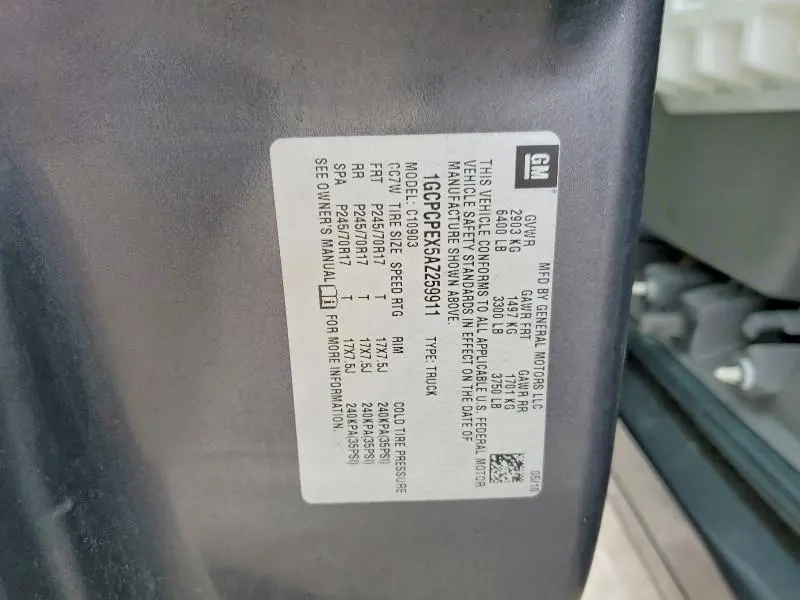 GM
MFD BY GENERAL MOTORS LLC
05/10
GVWR GAWR FRT GAWR RR
2903 KG 1497 KG 1701 KG
6400 LB 3300 LB 3750 LB
THIS VEHICLE CONFORMS TO ALL APPLICABLE U.S. FEDERAL MOTOR
VEHICLE SAFETY STANDARDS IN EFFECT ON THE DATE OF
MANUFACTURE SHOWN ABOVE.
1GCPCPEX5AZ259911 TYPE: TRUCK
MODEL: C10903
CC7W TIRE SIZE SPEED RTG RIM COLD TIRE PRESSURE
FRT P245/70R17 T 17X7.5J 240KPA(35PSI)
RR P245/70R17 T 17X7.5J 240KPA(35PSI)
SPA P245/70R17 T 17X7.5J 240KPA(35PSI)
SEE OWNER'S MANUAL FOR MORE INFORMATION.